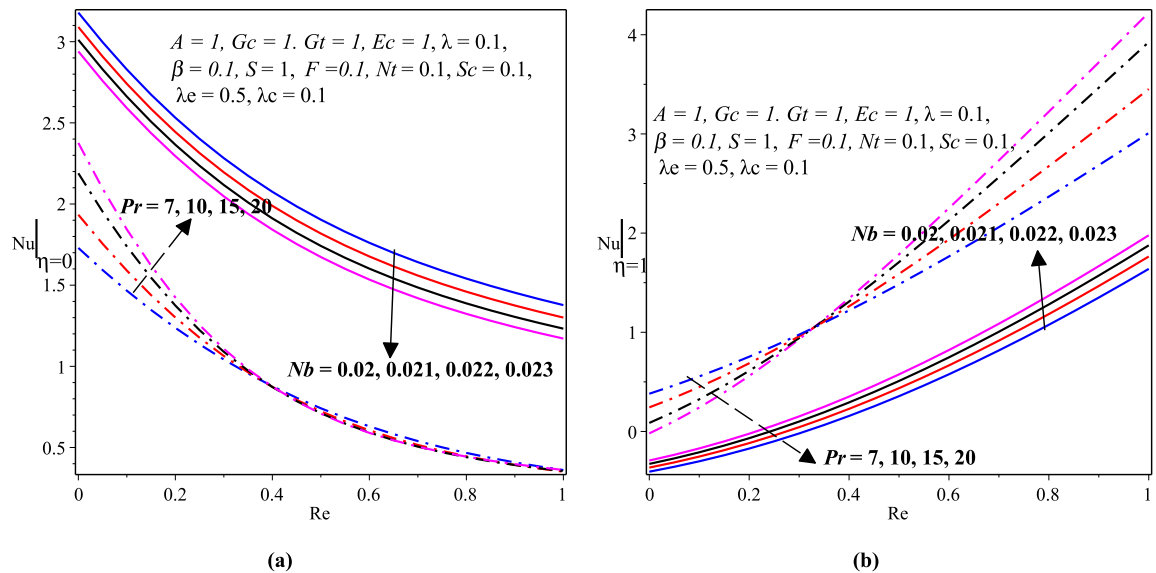 3
2.5
2
1.5
1
0.5
Nu|
η=0
A = 1, Gc = 1. Gt = 1, Ec = 1, λ = 0.1,
β = 0.1, S = 1, F =0.1, Nt = 0.1, Sc = 0.1,
λe = 0.5, λc = 0.1
Pr = 7, 10, 15, 20
Nb = 0.02, 0.021, 0.022, 0.023
0 0.2 0.4 0.6 0.8 1
Re
(a)
4
3
2
1
0
Nu|
η=0
A = 1, Gc = 1. Gt = 1, Ec = 1, λ = 0.1,
β = 0.1, S = 1, F =0.1, Nt = 0.1, Sc = 0.1,
λe = 0.5, λc = 0.1
Nb = 0.02, 0.021, 0.022, 0.023
Pr = 7, 10, 15, 20
0 0.2 0.4 0.6 0.8 1
Re
(b)